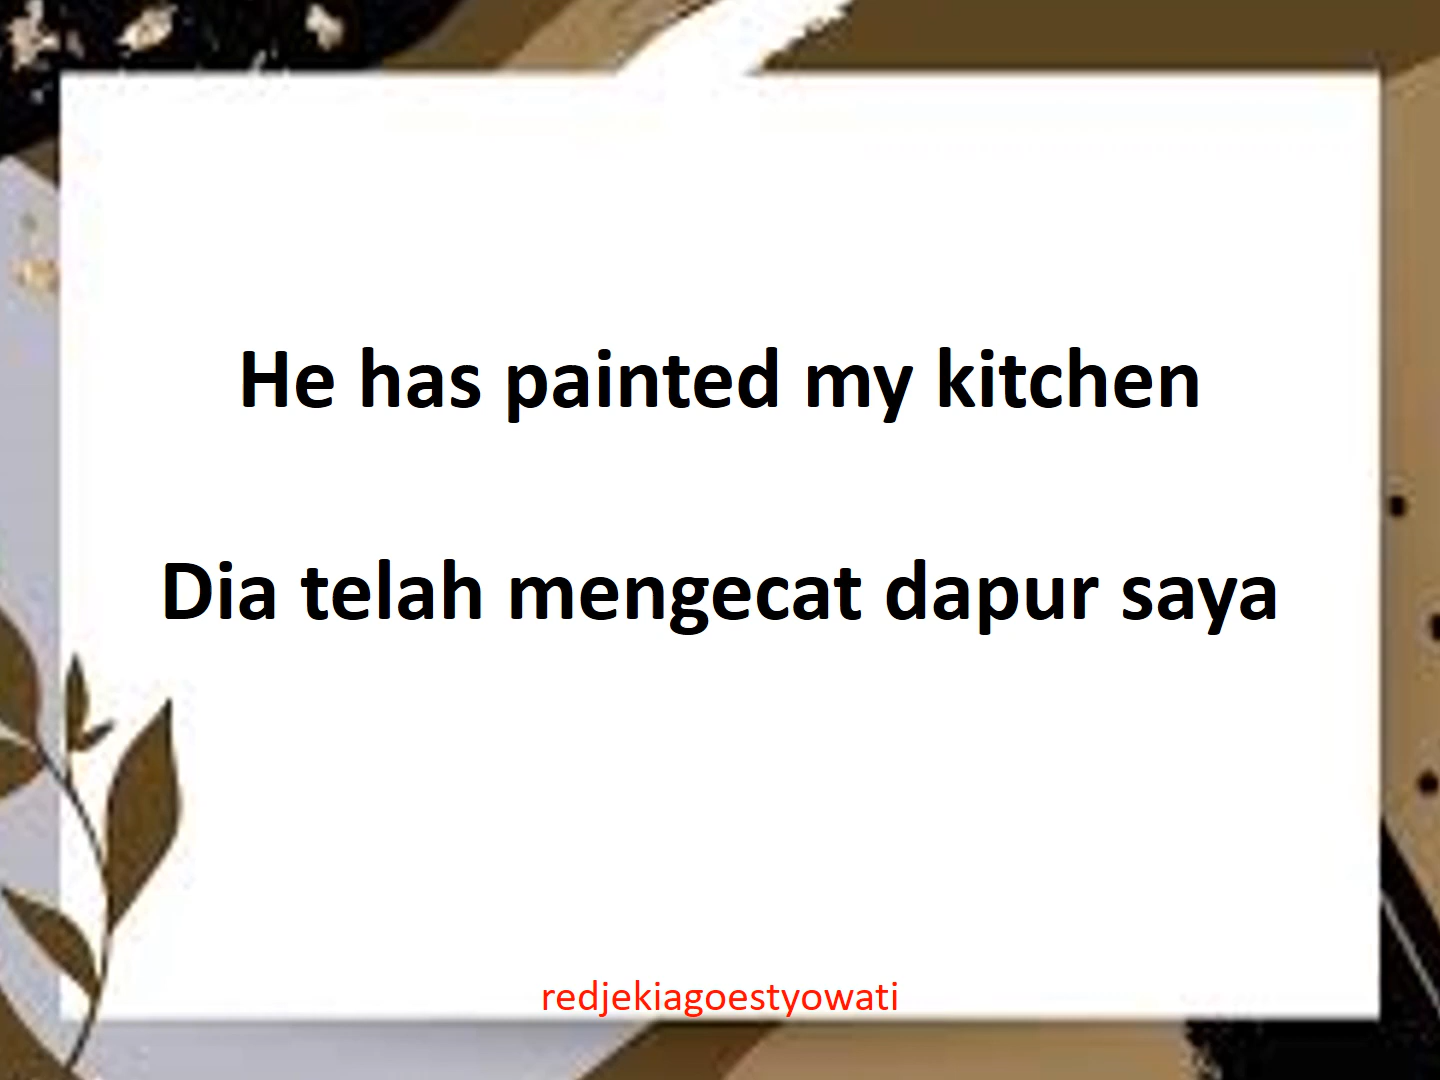 He has painted my kitchen
Dia telah mengecat dapur saya
redjekiagoestyowati